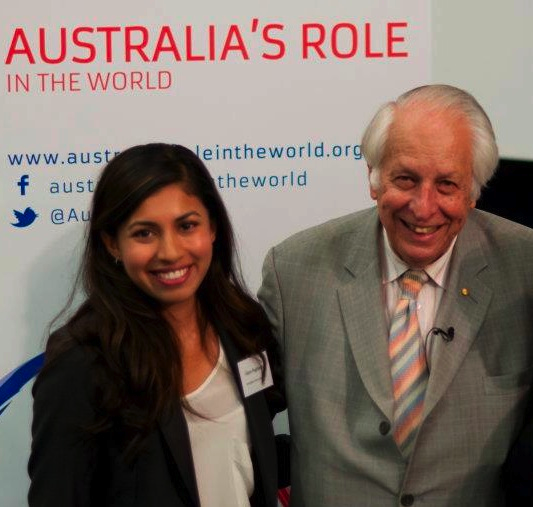 AUSTRALIA'S ROLE
IN THE WORLD
www.aust leintheworld.org
aust theworld
@Au